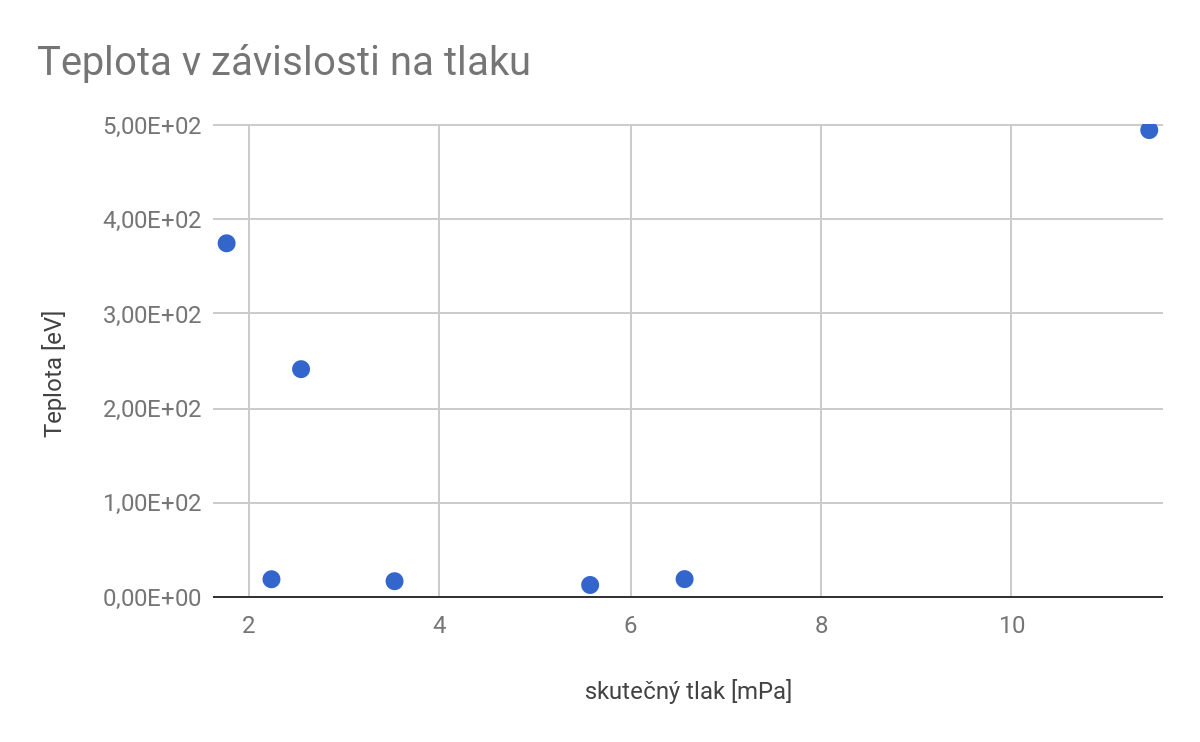 Teplota v závislosti na tlaku
5,00E+02
4,00E+02
3,00E+02
2,00E+02
1,00E+02
0,00E+00
Teplota [eV]
2 4 6 8 10
skutečný tlak [mPa]